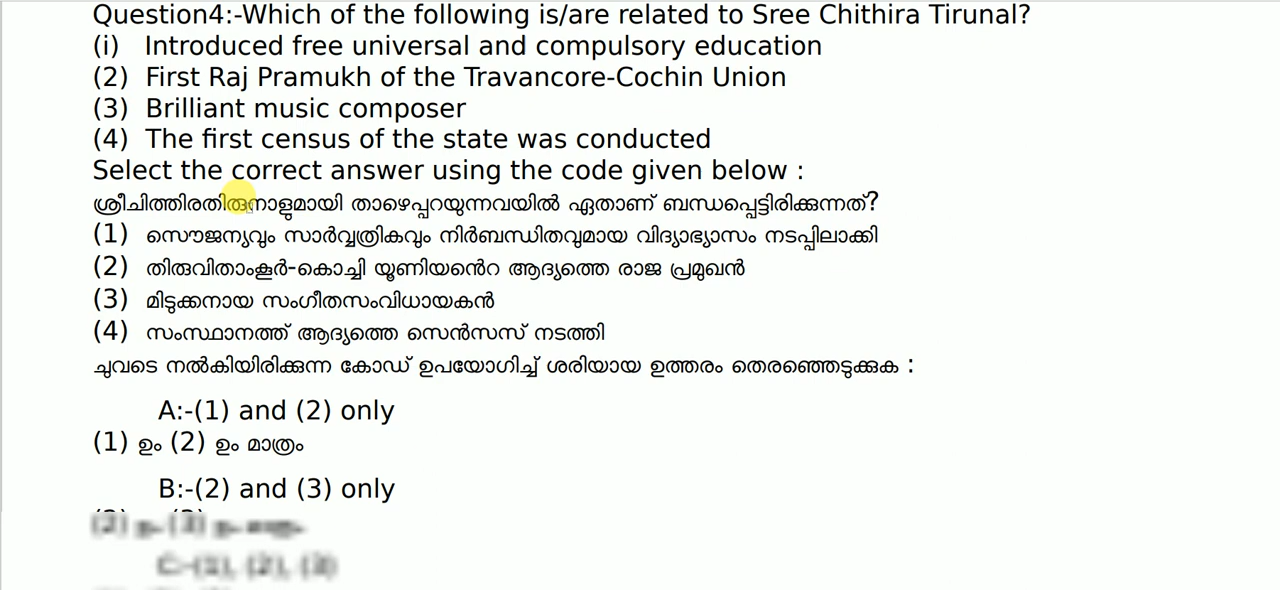 Question4:-Which of the following is/are related to Sree Chithira Tirunal?
(i) Introduced free universal and compulsory education
(2) First Raj Pramukh of the Travancore-Cochin Union
(3) Brilliant music composer
(4) The first census of the state was conducted
Select the correct answer using the code given below :
ശ്രീചിത്തിരതിരുനാളുമായി താഴെപ്പറയുന്നവയിൽ ഏതാണ് ബന്ധപ്പെട്ടിരിക്കുന്നത്?
(1) സൌജന്യവും സാർവ്വത്രികവും നിർബന്ധിതവുമായ വിദ്യാഭ്യാസം നടപ്പിലാക്കി
(2) തിരുവിതാംകൂർ-കൊച്ചി യൂണിയൻെറ ആദ്യത്തെ രാജ പ്രമുഖൻ
(3) മിടുക്കനായ സംഗീതസംവിധായകൻ
(4) സംസ്ഥാനത്ത് ആദ്യത്തെ സെൻസസ് നടത്തി
ചുവടെ നൽകിയിരിക്കുന്ന കോഡ് ഉപയോഗിച്ച് ശരിയായ ഉത്തരം തെരഞ്ഞെടുക്കുക :
A:-(1) and (2) only
(1) ഉം (2) ഉം മാത്രം
B:-(2) and (3) only
C:-(1), (2), (3)